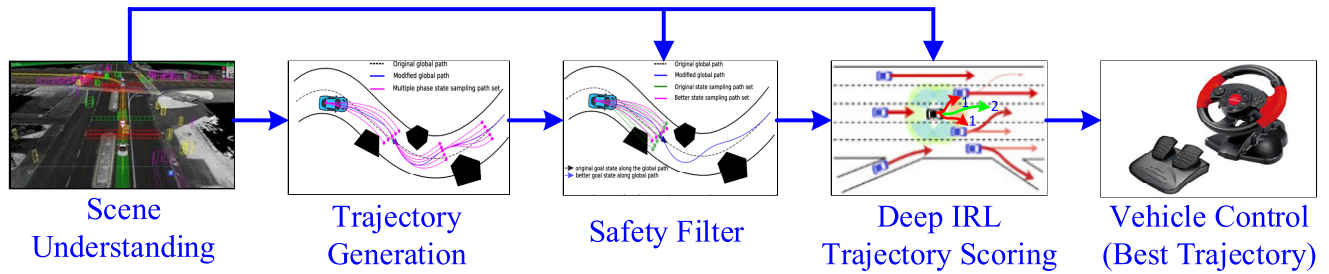 Original global path
Modified global path
Multiple phase state sampling path set
Original global path
Modified global path
Original state sampling path set
Better state sampling path set
original goal state along the global path
better goal state along global path
1
2
1
Scene
Understanding
Trajectory
Generation
Safety Filter
Deep IRL
Trajectory Scoring
Vehicle Control
(Best Trajectory)